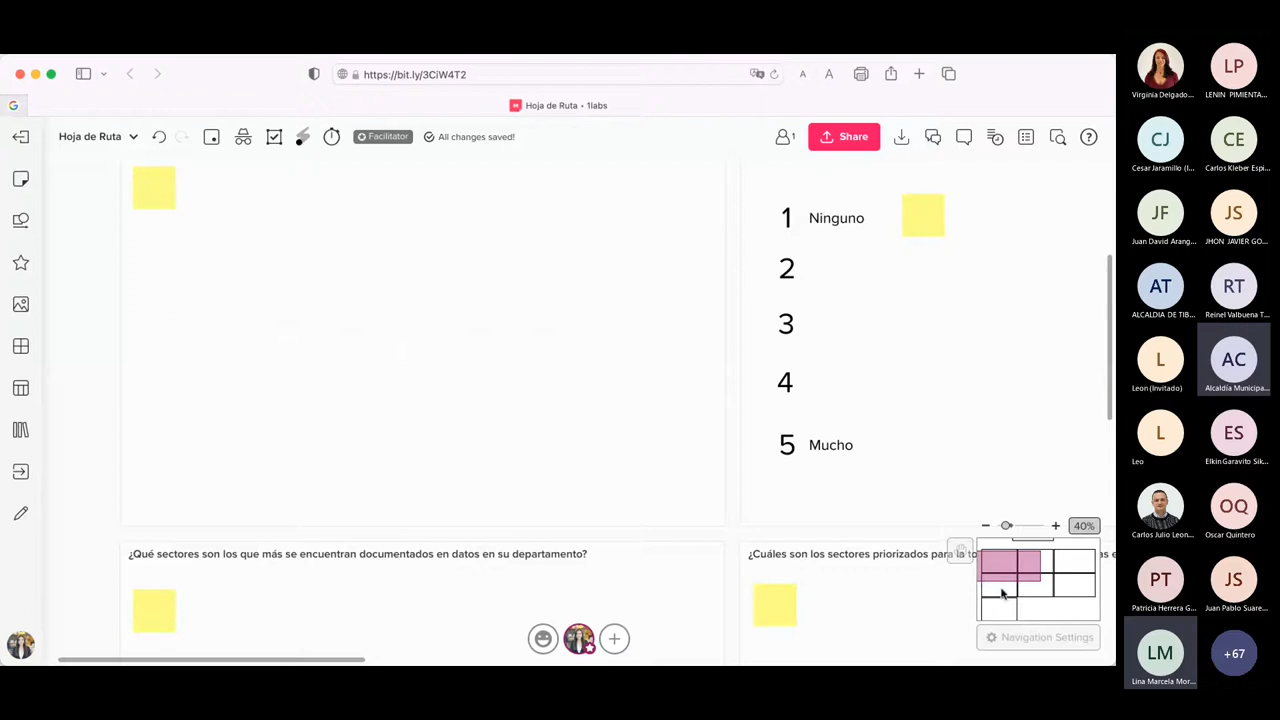 https://bit.ly/3CiW4T2
A
A
G
Hoja de Ruta • 1labs
Hoja de Ruta
Facilitator
All changes saved!
1
Share
1 Ninguno
2
3
4
5 Mucho
40%
¿Qué sectores son los que más se encuentran documentados en datos en su departamento?
¿Cuáles son los sectores priorizados para la to
as e
Navigation Settings
Virginia Delgado...
LP
LENIN PIMIENTA...
CJ
Cesar Jaramillo (I...
CE
Carlos Kleber Espi...
JF
Juan David Arang...
JS
JHON JAVIER GO...
AT
ALCALDIA DE TIB...
RT
Reinel Valbuena T...
L
Leon (Invitado)
AC
Alcaldía Municipa...
L
Leo
ES
Elkin Garavito Sik...
Carlos Julio Leon...
OQ
Oscar Quintero
PT
Patricia Herrera G...
JS
Juan Pablo Suare...
LM
Lina Marcela Mor...
+67